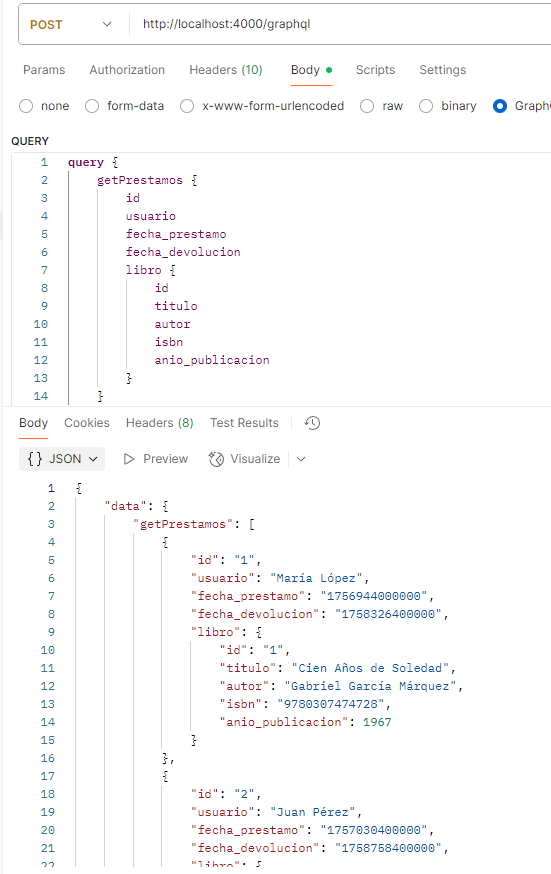 POST http://localhost:4000/graphql
Params Authorization Headers (10) Body Scripts Settings
none form-data x-www-form-urlencoded raw binary Graph
QUERY
1 query {
2 getPrestamos {
3 id
4 usuario
5 fecha_prestamo
6 fecha_devolucion
7 libro {
8 id
9 titulo
10 autor
11 isbn
12 anio_publicacion
13 }
14 }
Body Cookies Headers (8) Test Results
{} JSON Preview Visualize
1 {
2 "data": {
3 "getPrestamos": [
4 {
5 "id": "1",
6 "usuario": "María López",
7 "fecha_prestamo": "1756944000000",
8 "fecha_devolucion": "1758326400000",
9 "libro": {
10 "id": "1",
11 "titulo": "Cien Años de Soledad",
12 "autor": "Gabriel García Márquez",
13 "isbn": "9780307474728",
14 "anio_publicacion": 1967
15 }
16 },
17 {
18 "id": "2",
19 "usuario": "Juan Pérez",
20 "fecha_prestamo": "1757030400000",
21 "fecha_devolucion": "1758758400000",
22 "libro": {